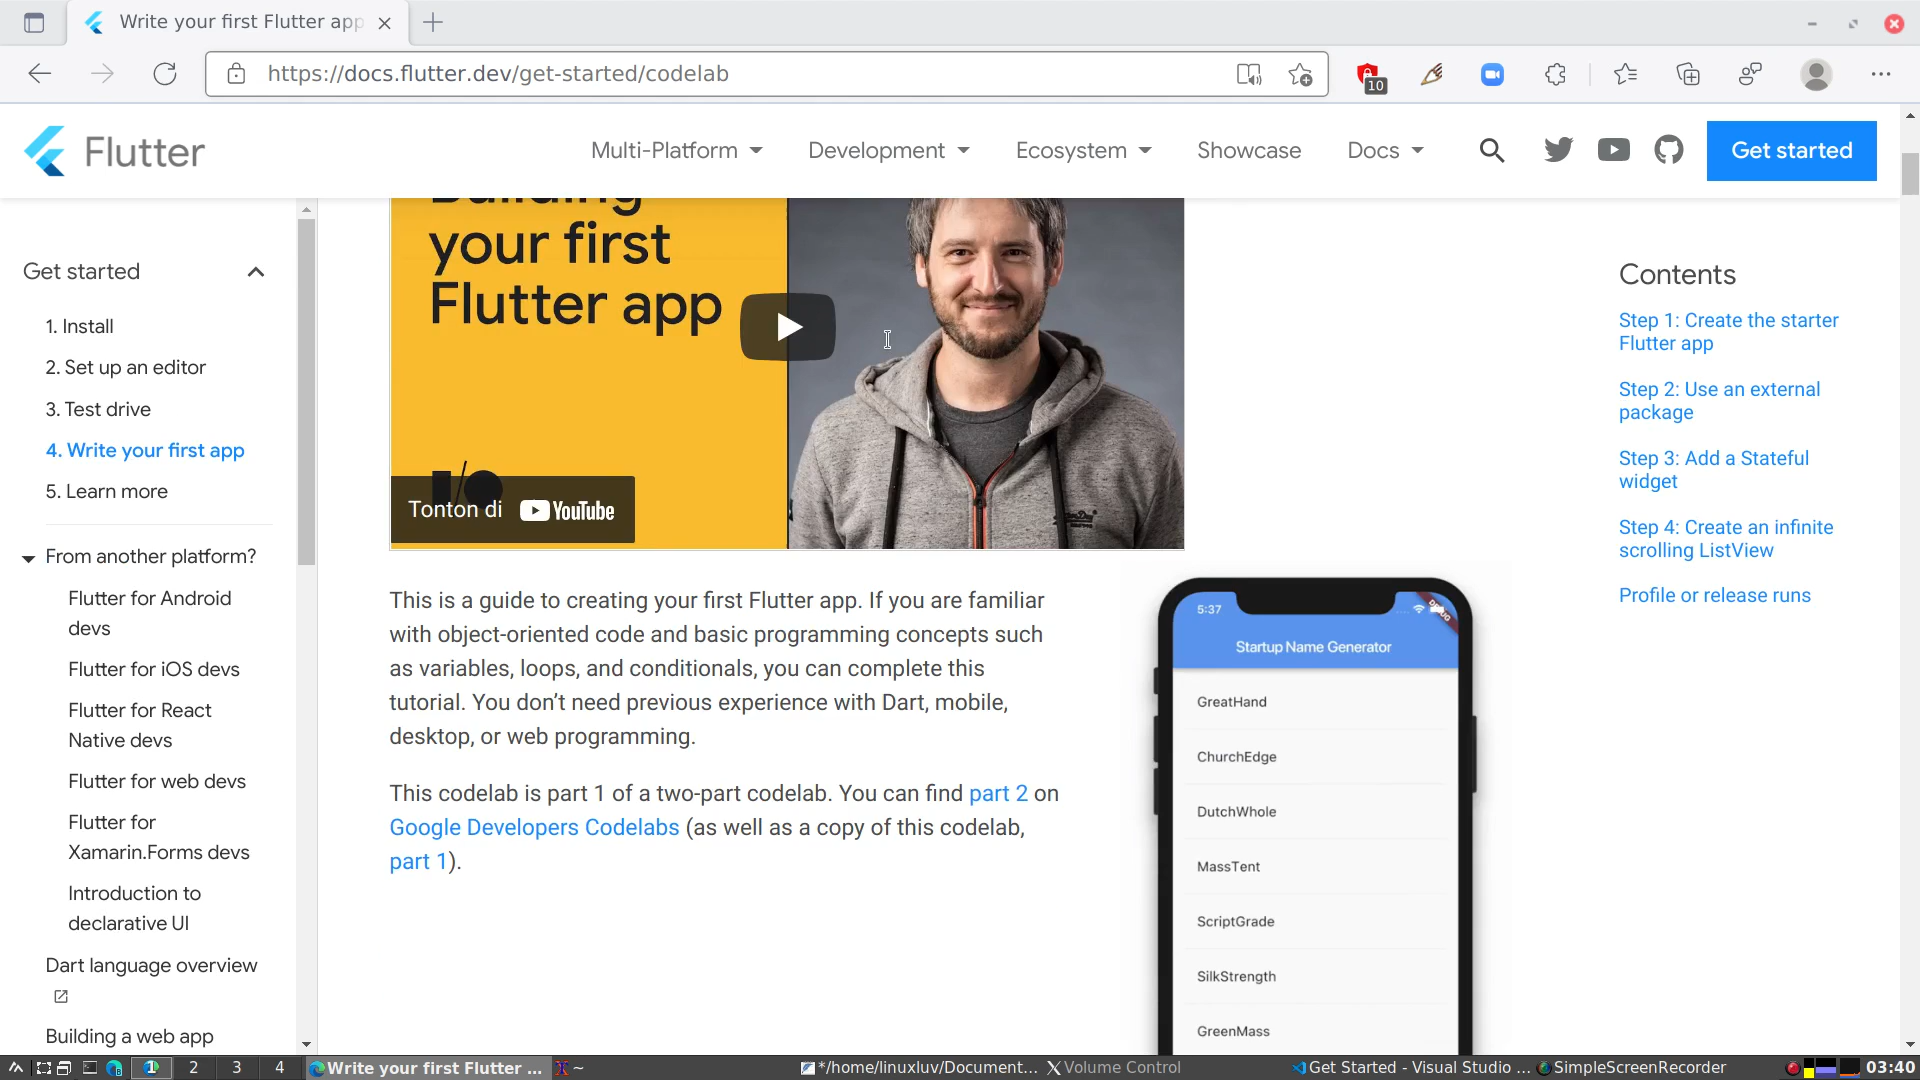 Write your first Flutter app
https://docs.flutter.dev/get-started/codelab
10
Flutter
Multi-Platform
Development
Ecosystem
Showcase
Docs
Get started
Get started
1. Install
2. Set up an editor
3. Test drive
4. Write your first app
5. Learn more
From another platform?
Flutter for Android
devs
Flutter for iOS devs
Flutter for React
Native devs
Flutter for web devs
Flutter for
Xamarin.Forms devs
Introduction to
declarative UI
Dart language overview
Building a web app
Building
your first
Flutter app
I/O
Tonton di YouTube
This is a guide to creating your first Flutter app. If you are familiar
with object-oriented code and basic programming concepts such
as variables, loops, and conditionals, you can complete this
tutorial. You don’t need previous experience with Dart, mobile,
desktop, or web programming.
This codelab is part 1 of a two-part codelab. You can find part 2 on
Google Developers Codelabs (as well as a copy of this codelab,
part 1).
5:37
DEBUG
Startup Name Generator
GreatHand
ChurchEdge
DutchWhole
MassTent
ScriptGrade
SilkStrength
GreenMass
Contents
Step 1: Create the starter
Flutter app
Step 2: Use an external
package
Step 3: Add a Stateful
widget
Step 4: Create an infinite
scrolling ListView
Profile or release runs
1
2
3
4
Write your first Flutter ...
~
*/home/linuxluv/Document...
Volume Control
Get Started - Visual Studio ...
SimpleScreenRecorder
03:40